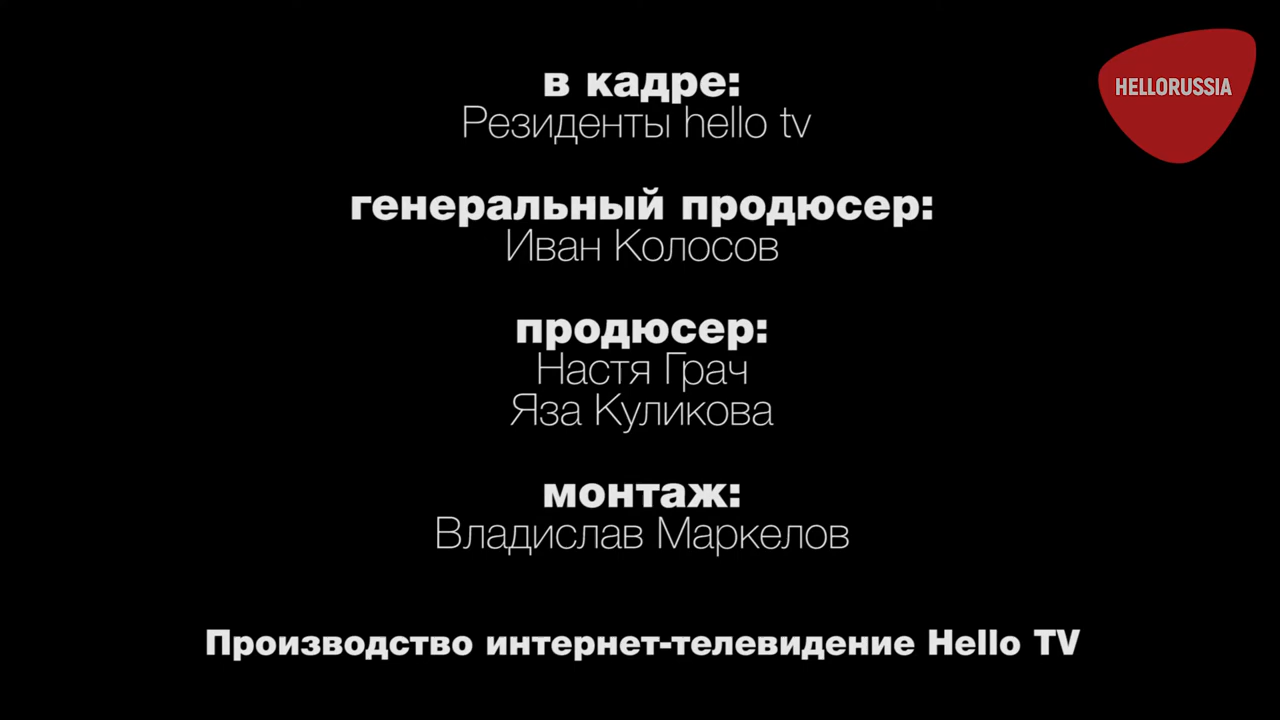 HELLORUSSIA
в кадре:
Резиденты hello tv
генеральный продюсер:
Иван Колосов
продюсер:
Настя Грач
Яза Куликова
монтаж:
Владислав Маркелов
Производство интернет-телевидение Hello TV